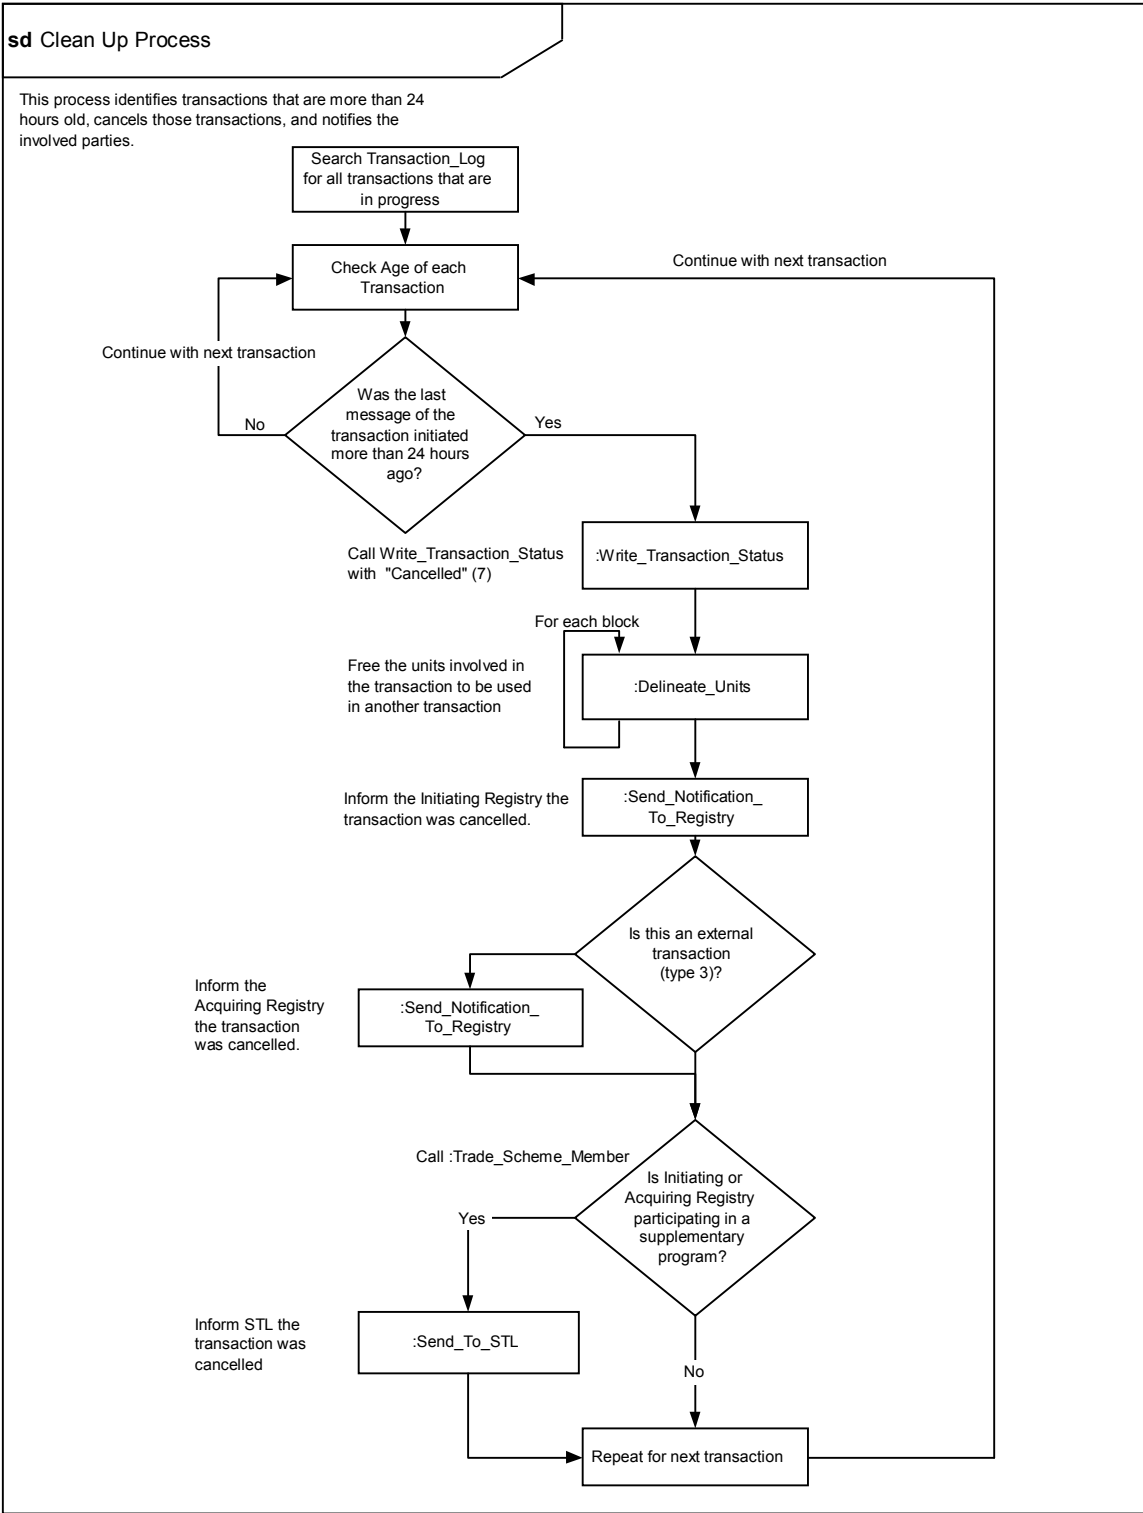 sd Clean Up Process
This process identifies transactions that are more than 24
hours old, cancels those transactions, and notifies the
involved parties.
Search Transaction_Log
for all transactions that are
in progress
Check Age of each
Transaction
Continue with next transaction
Continue with next transaction
Was the last
message of the
transaction initiated
more than 24 hours
ago?
No
Yes
Call Write_Transaction_Status
with "Cancelled" (7)
:Write_Transaction_Status
For each block
Free the units involved in
the transaction to be used
in another transaction
:Delineate_Units
Inform the Initiating Registry the
transaction was cancelled.
:Send_Notification_
To_Registry
Is this an external
transaction
(type 3)?
Inform the
Acquiring Registry
the transaction
was cancelled.
:Send_Notification_
To_Registry
Call :Trade_Scheme_Member
Is Initiating or
Acquiring Registry
participating in a
supplementary
program?
Yes
Inform STL the
transaction was
cancelled
:Send_To_STL
No
Repeat for next transaction